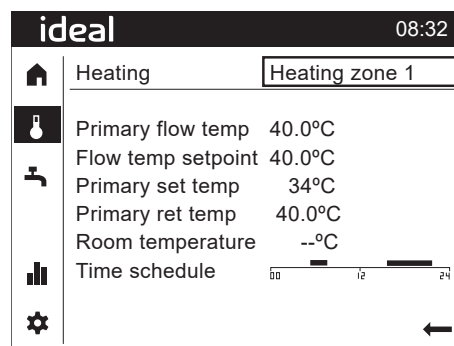 ideal 08:32
Heating Heating zone 1
Primary flow temp 40.0ºC
Flow temp setpoint 40.0ºC
Primary set temp 34ºC
Primary ret temp 40.0ºC
Room temperature --ºC
Time schedule
00 12 24